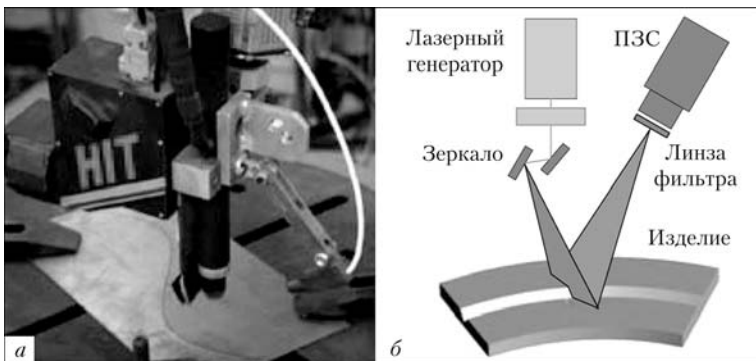 HIT
а
Лазерный
генератор
ПЗС
Зеркало
Линза
фильтра
Изделие
б